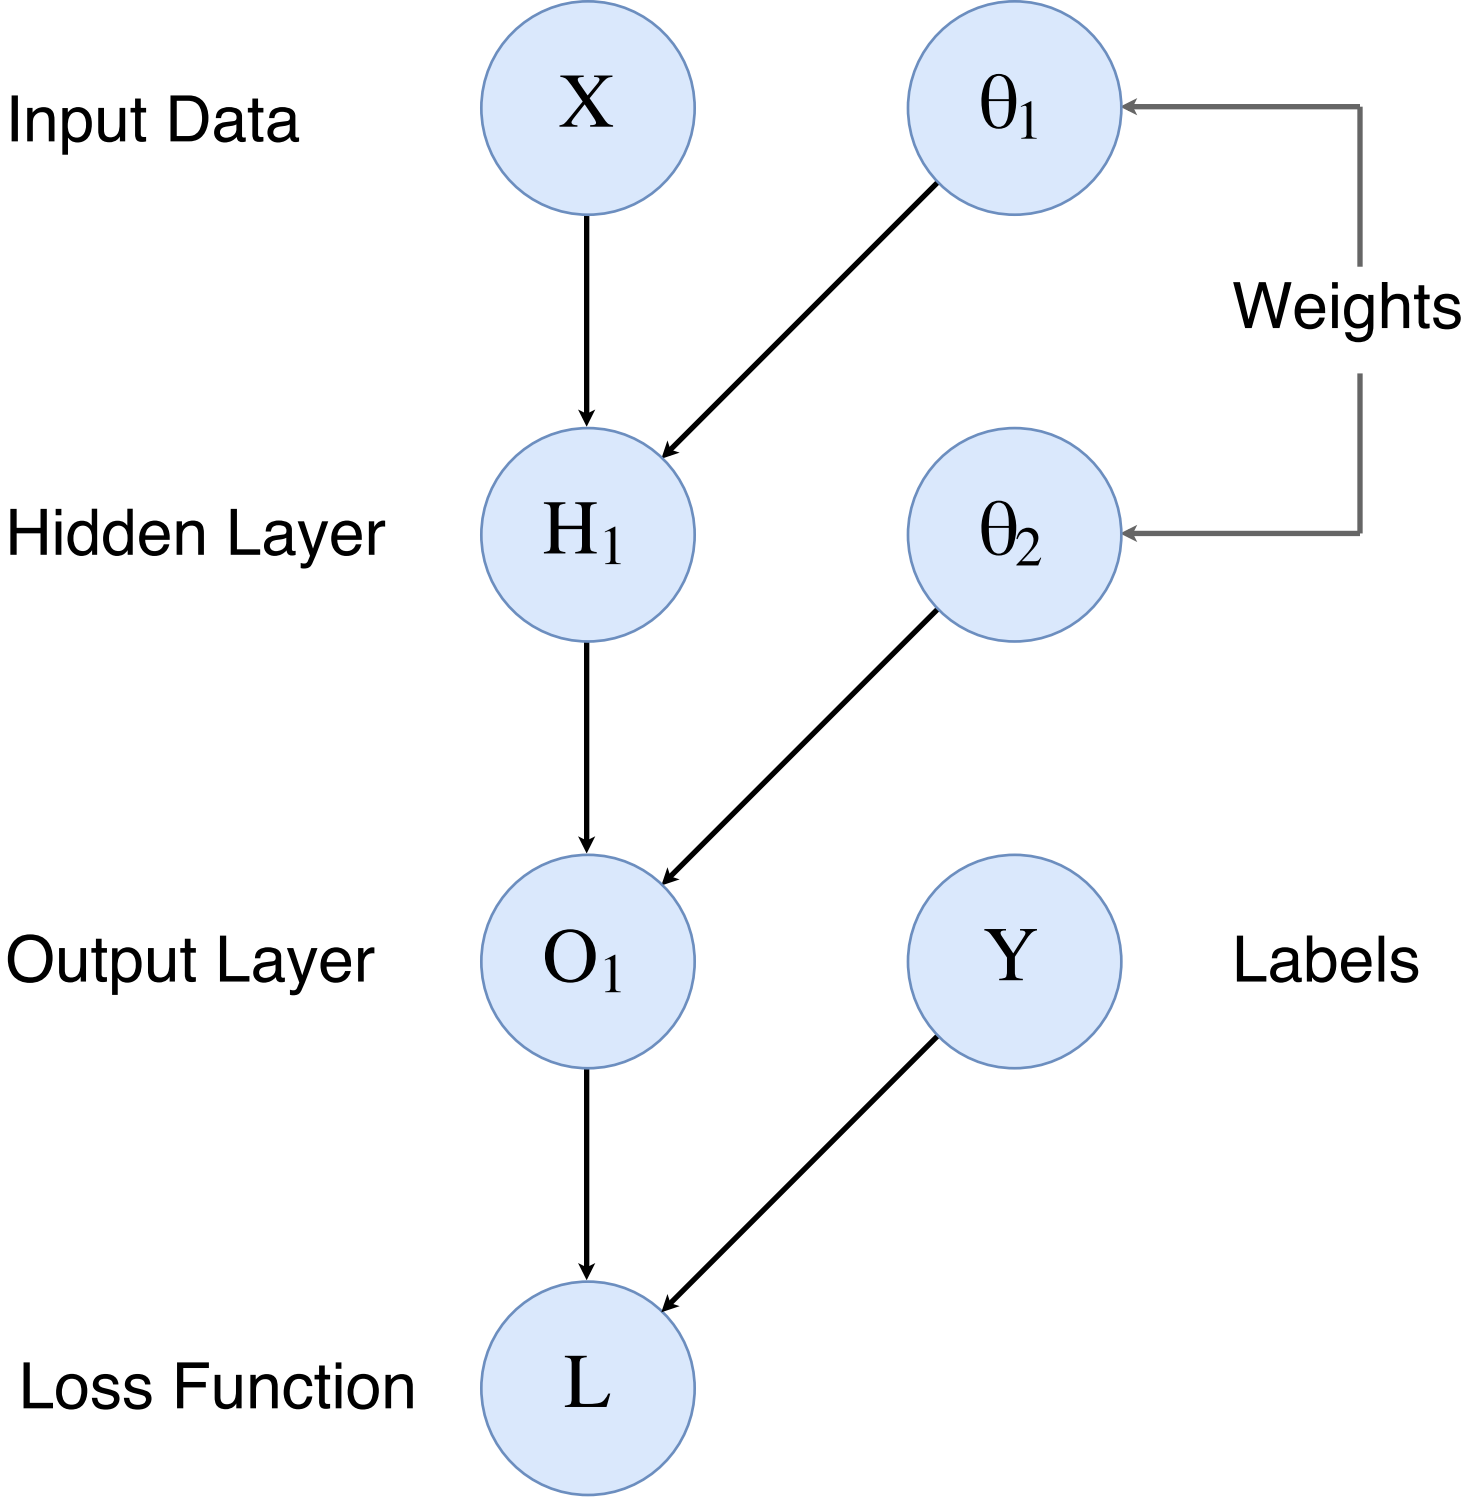 Input Data
X
θ₁
Weights
Hidden Layer
H₁
θ₂
Output Layer
O₁
Y
Labels
Loss Function
L